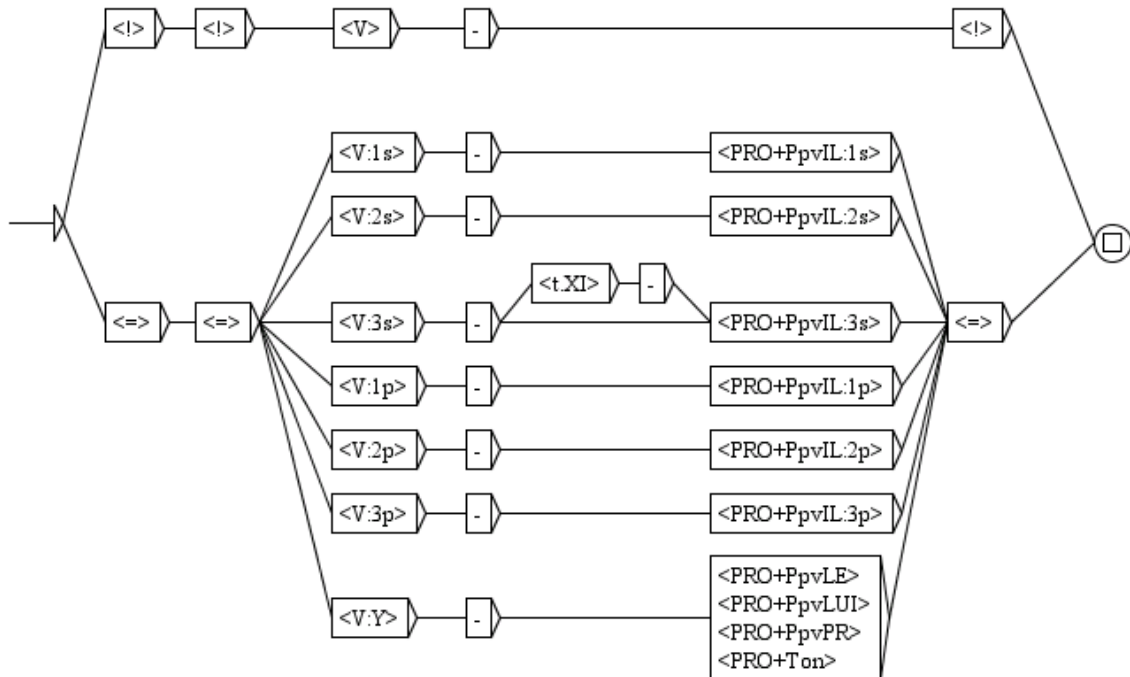 <!> <!> <V> - <!>
<V:1s> - <PRO+PpvIL:1s>
<V:2s> - <PRO+PpvIL:2s>
<t.XI> -
<=> <=> <V:3s> - <PRO+PpvIL:3s> <=>
<V:1p> - <PRO+PpvIL:1p>
<V:2p> - <PRO+PpvIL:2p>
<V:3p> - <PRO+PpvIL:3p>
<PRO+PpvLE>
<PRO+PpvLUI>
<V:Y> -
<PRO+PpvPR>
<PRO+Ton>